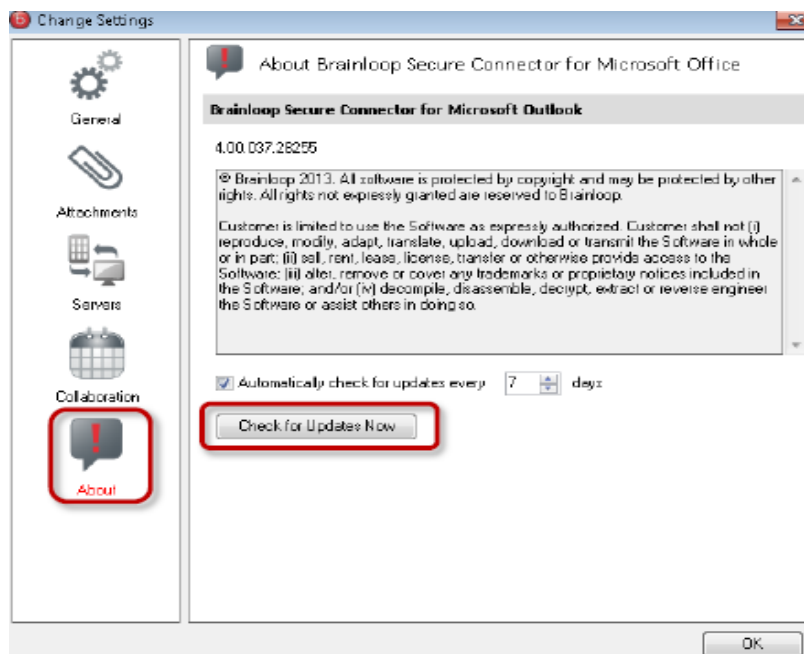 Change Settings
General
Attachments
Servers
Collaboration
About
About Brainloop Secure Connector for Microsoft Office
Brainloop Secure Connector for Microsoft Outlook
4.00.037.28255
© Brainloop 2013. All software is protected by copyright and may be protected by other
rights. All rights not expressly granted are reserved to Brainloop.
Customer is limited to use the Software as expressly authorized. Customer shall not (i)
reproduce, modify, adapt, translate, upload, download or transmit the Software in whole
or in part; (ii) sell, rent, lease, license, transfer or otherwise provide access to the
Software; (iii) alter, remove or cover any trademarks or proprietary notices included in
the Software; and/or (iv) decompile, disassemble, decrypt, extract or reverse engineer
the Software or assist others in doing so.
Automatically check for updates every 7 days
Check for Updates Now
OK